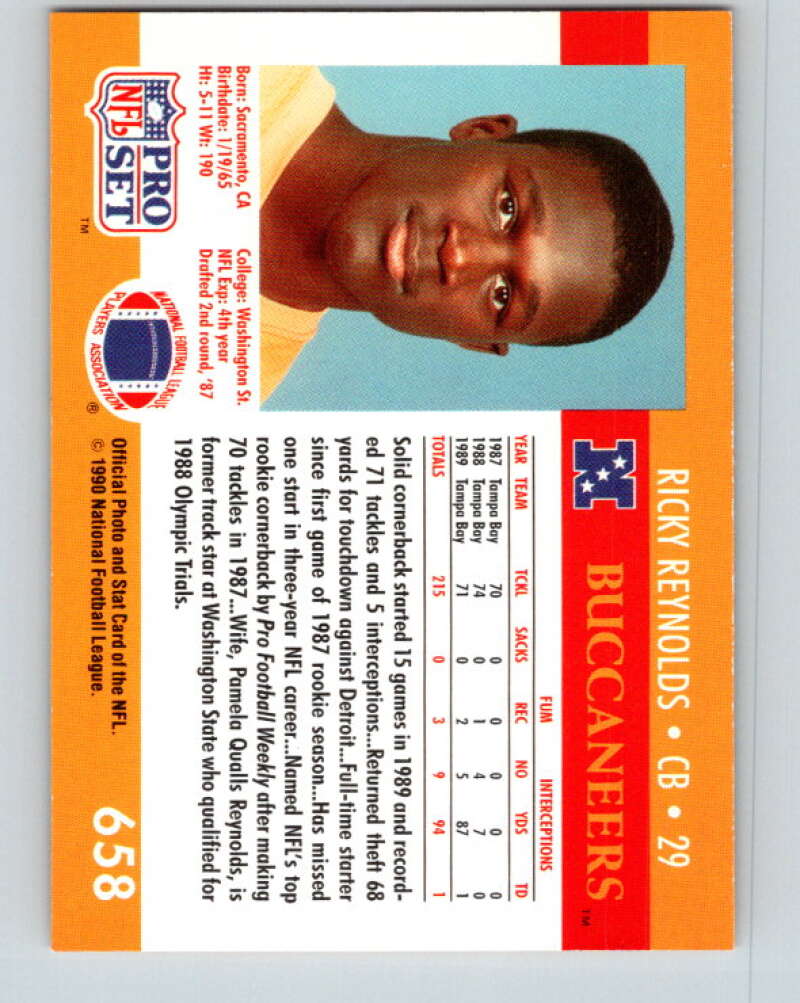 RICKY REYNOLDS • CB • 29
BUCCANEERS™
N
FUM INTERCEPTIONS
YEAR TEAM TCKL SACKS REC NO YDS TD
1987 Tampa Bay 70 0 0 0 0 0
1988 Tampa Bay 74 0 1 4 7 0
1989 Tampa Bay 71 0 2 5 87 1
TOTALS 215 0 3 9 94 1
Solid cornerback started 15 games in 1989 and record-
ed 71 tackles and 5 interceptions...Returned theft 68
yards for touchdown against Detroit...Full-time starter
since first game of 1987 rookie season...Has missed
one start in three-year NFL career...Named NFL's top
rookie cornerback by Pro Football Weekly after making
70 tackles in 1987...Wife, Pamela Qualls Reynolds, is
former track star at Washington State who qualified for
1988 Olympic Trials.
Born: Sacramento, CA
Birthdate: 1/19/65
Ht: 5-11 Wt: 190
College: Washington St.
NFL Exp: 4th year
Drafted 2nd round, '87
NFL
PRO
SET
™
NATIONAL FOOTBALL LEAGUE
PLAYERS ASSOCIATION
®
Official Photo and Stat Card of the NFL.
© 1990 National Football League.
658